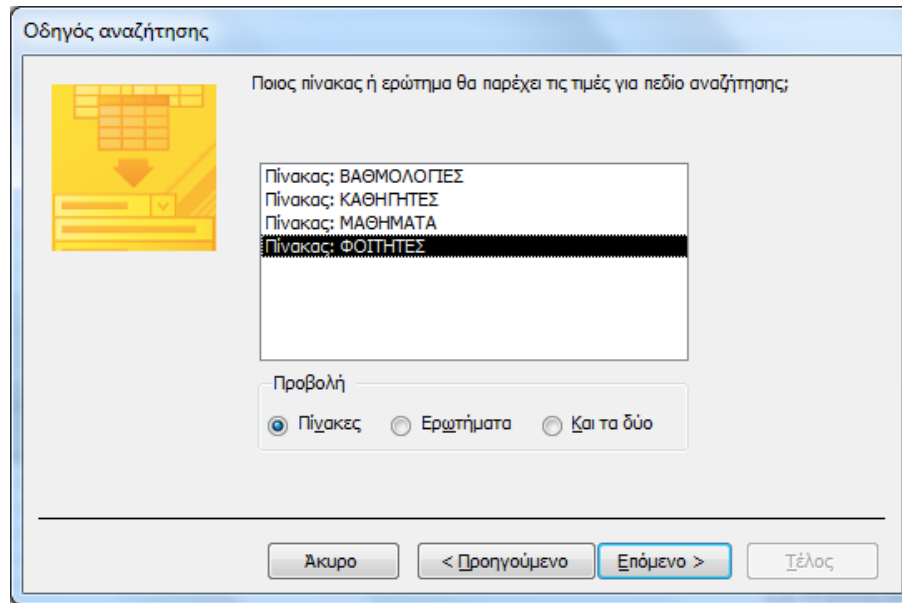 Οδηγός αναζήτησης
Ποιος πίνακας ή ερώτημα θα παρέχει τις τιμές για πεδίο αναζήτησης;
Πίνακας: ΒΑΘΜΟΛΟΓΙΕΣ
Πίνακας: ΚΑΘΗΓΗΤΕΣ
Πίνακας: ΜΑΘΗΜΑΤΑ
Πίνακας: ΦΟΙΤΗΤΕΣ
Προβολή
Πίνακες Ερωτήματα Και τα δύο
Άκυρο < Προηγούμενο Επόμενο > Τέλος